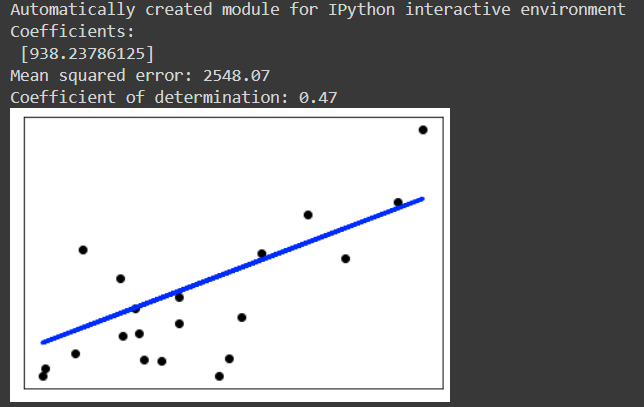 Automatically created module for IPython interactive environment
Coefficients:
[938.23786125]
Mean squared error: 2548.07
Coefficient of determination: 0.47